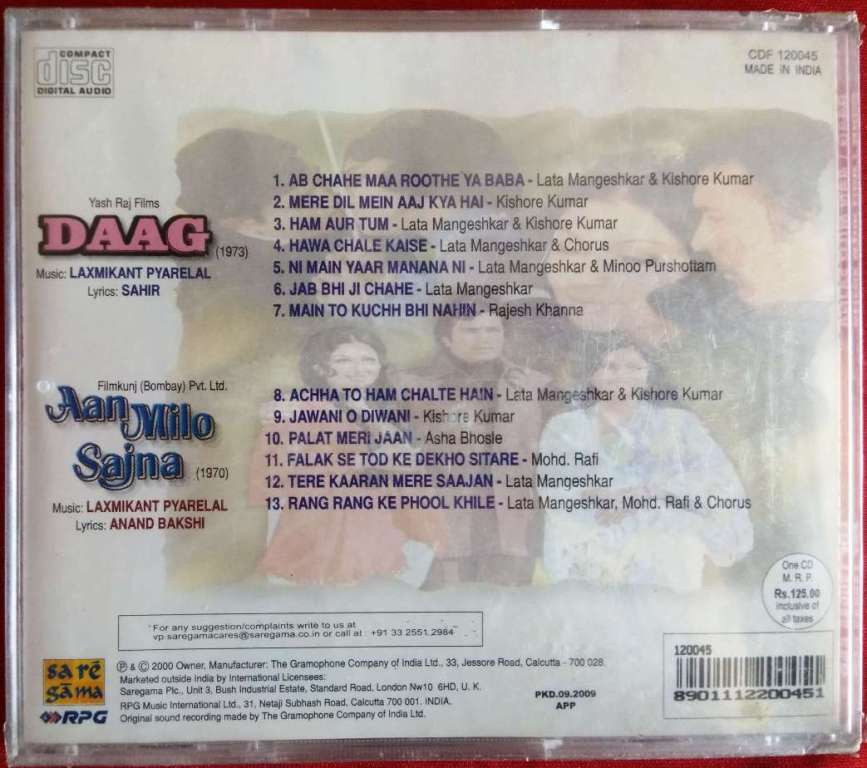 COMPACT
disc
DIGITAL AUDIO
CDF 120045
MADE IN INDIA
Yash Raj Films
DAAG (1973)
Music: LAXMIKANT PYARELAL
Lyrics: SAHIR
1. AB CHAHE MAA ROOTHE YA BABA - Lata Mangeshkar & Kishore Kumar
2. MERE DIL MEIN AAJ KYA HAI - Kishore Kumar
3. HAM AUR TUM - Lata Mangeshkar & Kishore Kumar
4. HAWA CHALE KAISE - Lata Mangeshkar & Chorus
5. NI MAIN YAAR MANANA NI - Lata Mangeshkar & Minoo Purshottam
6. JAB BHI JI CHAHE - Lata Mangeshkar
7. MAIN TO KUCHH BHI NAHIN - Rajesh Khanna
Filmkunj (Bombay) Pvt. Ltd.
Aan Milo
Sajna (1970)
Music: LAXMIKANT PYARELAL
Lyrics: ANAND BAKSHI
8. ACHHA TO HAM CHALTE HAIN - Lata Mangeshkar & Kishore Kumar
9. JAWANI O DIWANI - Kishore Kumar
10. PALAT MERI JAAN - Asha Bhosle
11. FALAK SE TOD KE DEKHO SITARE - Mohd. Rafi
12. TERE KAARAN MERE SAAJAN - Lata Mangeshkar
13. RANG RANG KE PHOOL KHILE - Lata Mangeshkar, Mohd. Rafi & Chorus
One CD
M. R. P.
Rs.125.00
inclusive of
all taxes
"For any suggestion/complaints write to us at
vp.saregamacares@saregama.co.in or call at : +91 33 2551 2984"
sa rē
gāma
RPG
℗ & © 2000 Owner, Manufacturer: The Gramophone Company of India Ltd., 33, Jessore Road, Calcutta - 700 028.
Marketed outside India by International Licensees:
Saregama Plc., Unit 3, Bush Industrial Estate, Standard Road, London Nw10 6HD, U. K.
RPG Music International Ltd., 31, Netaji Subhash Road, Calcutta 700 001. INDIA.
Original sound recording made by The Gramophone Company of India Ltd.
PKD.09.2009
APP
120045
8901112200451